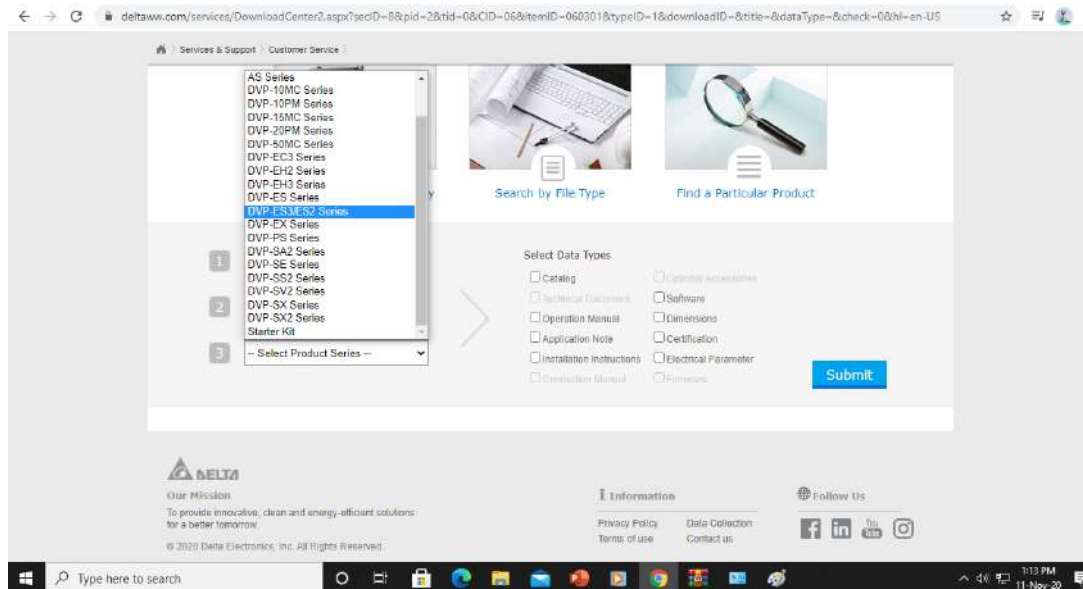 deltaww.com/services/DownloadCenter2.aspx?secID=8&pid=2&tid=0&CID=06&itemID=060301&typeID=1&downloadID=&title=&dataType=&check=0&hl=en-US
Services & Support
Customer Service
AS Series
DVP-10MC Series
DVP-10PM Series
DVP-15MC Series
DVP-20PM Series
DVP-50MC Series
DVP-EC3 Series
DVP-EH2 Series
DVP-EH3 Series
DVP-ES Series
DVP-ES3/ES2 Series
DVP-EX Series
DVP-PS Series
DVP-SA2 Series
DVP-SE Series
DVP-SS2 Series
DVP-SV2 Series
DVP-SX Series
DVP-SX2 Series
Starter Kit
y
Search by File Type
Find a Particular Product
1
2
3
-- Select Product Series --
Select Data Types
Catalog
Optional Accessories
Technical Document
Software
Operation Manual
Dimensions
Application Note
Certification
Installation Instructions
Electrical Parameter
Connection Manual
Firmware
Submit
DELTA
Our Mission
To provide innovative, clean and energy-efficient solutions
for a better tomorrow
© 2020 Delta Electronics, Inc. All Rights Reserved.
Information
Privacy Policy
Data Collection
Terms of use
Contact us
Follow Us
You
Tube
Type here to search
1:13 PM
11-Nov-20